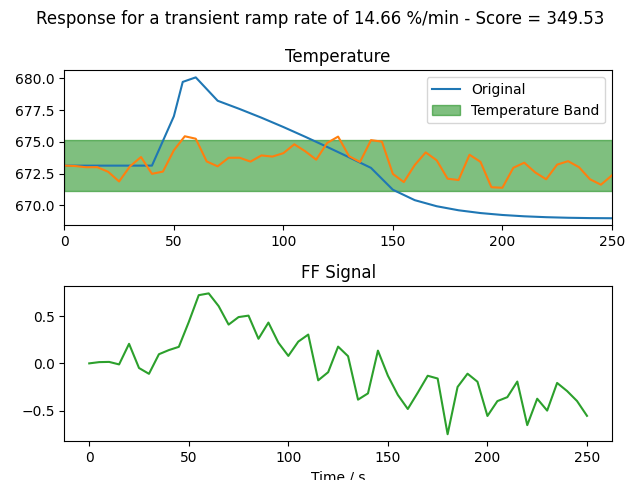 Response for a transient ramp rate of 14.66 %/min - Score = 349.53
Temperature
680.0
677.5
675.0
672.5
670.0
Original
Temperature Band
0 50 100 150 200 250
FF Signal
0.5
0.0
−0.5
0 50 100 150 200 250
Time / s